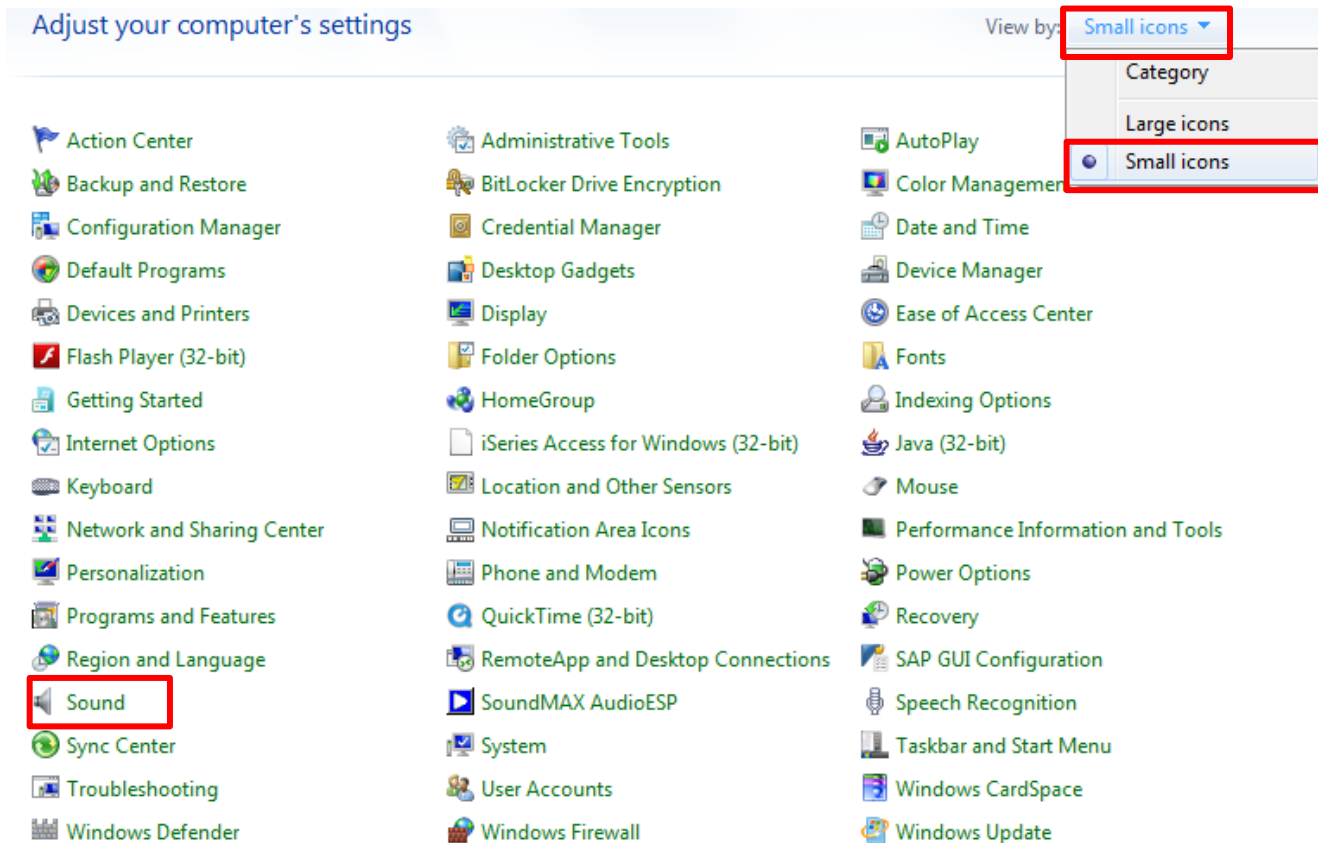 Adjust your computer's settings
View by: Small icons
Category
Large icons
Small icons
Action Center
Administrative Tools
AutoPlay
Backup and Restore
BitLocker Drive Encryption
Color Managemen
Configuration Manager
Credential Manager
Date and Time
Default Programs
Desktop Gadgets
Device Manager
Devices and Printers
Display
Ease of Access Center
Flash Player (32-bit)
Folder Options
Fonts
Getting Started
HomeGroup
Indexing Options
Internet Options
iSeries Access for Windows (32-bit)
Java (32-bit)
Keyboard
Location and Other Sensors
Mouse
Network and Sharing Center
Notification Area Icons
Performance Information and Tools
Personalization
Phone and Modem
Power Options
Programs and Features
QuickTime (32-bit)
Recovery
Region and Language
RemoteApp and Desktop Connections
SAP GUI Configuration
Sound
SoundMAX AudioESP
Speech Recognition
Sync Center
System
Taskbar and Start Menu
Troubleshooting
User Accounts
Windows CardSpace
Windows Defender
Windows Firewall
Windows Update